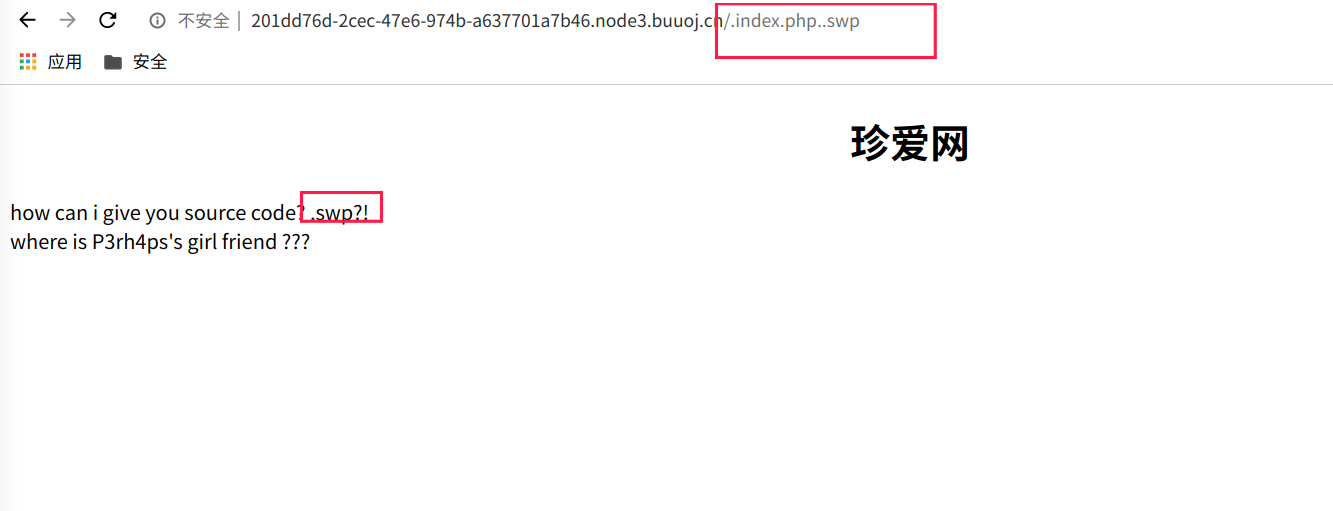 不安全 201dd76d-2cec-47e6-974b-a637701a7b46.node3.buuoj.cn/.index.php..swp
应用 安全
珍爱网
how can i give you source code? .swp?!
where is P3rh4ps's girl friend ???